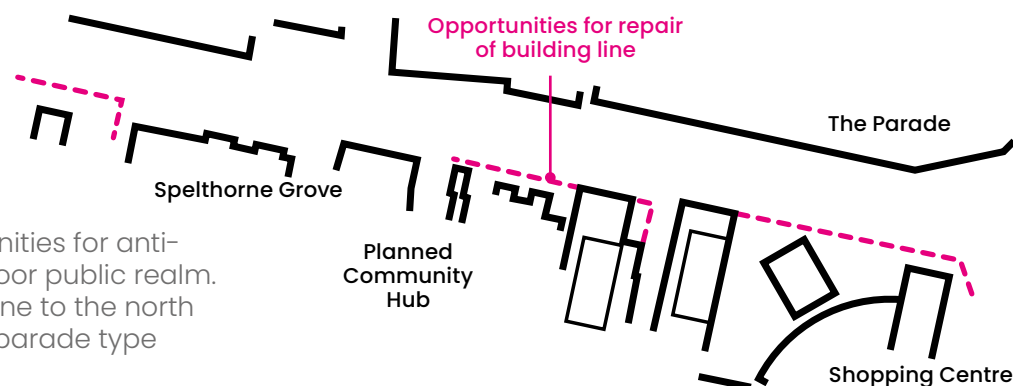 Opportunities for repair
of building line
The Parade
Spelthorne Grove
Planned
Community
Hub
nities for anti-
oor public realm.
ne to the north
parade type
Shopping Centre